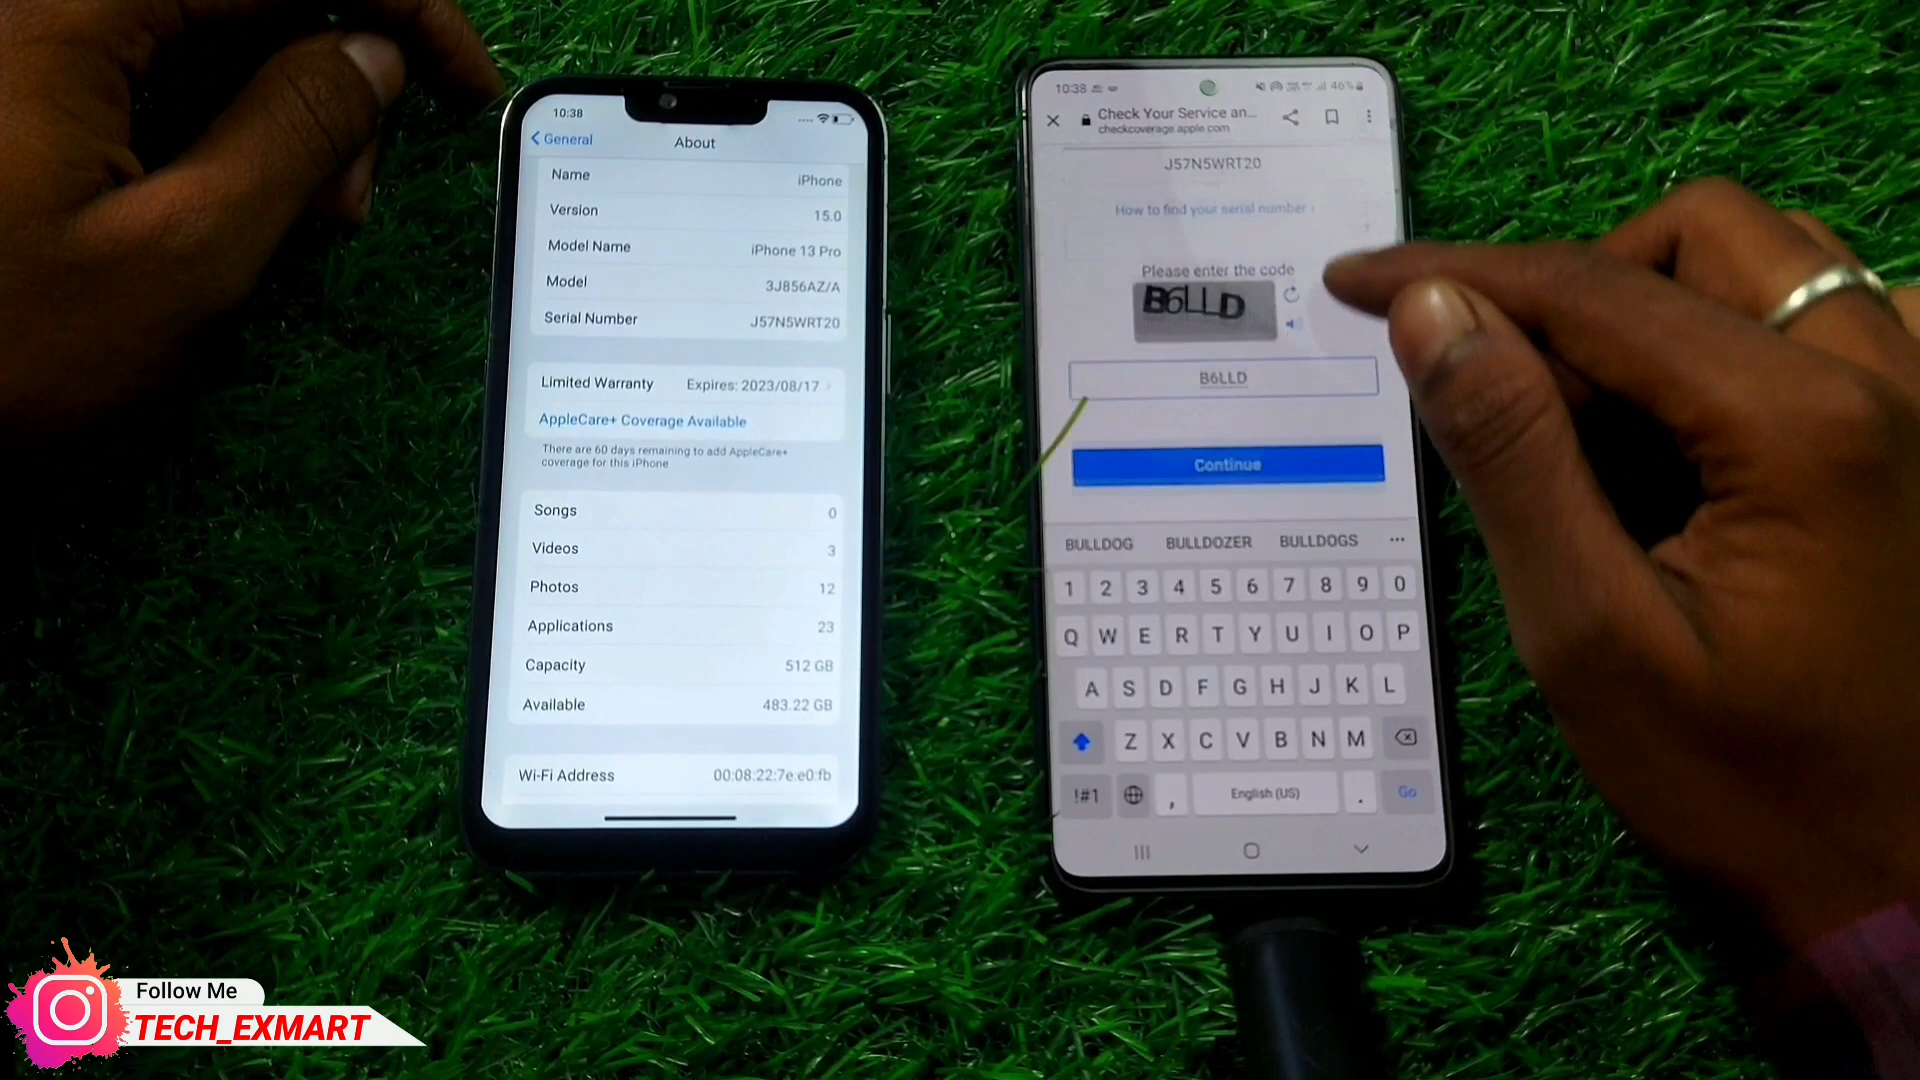 10:38
General
About
Name iPhone
Version 15.0
Model Name iPhone 13 Pro
Model 3J856AZ/A
Serial Number J57N5WRT20
Limited Warranty Expires: 2023/08/17
AppleCare+ Coverage Available
There are 60 days remaining to add AppleCare+
coverage for this iPhone
Songs 0
Videos 3
Photos 12
Applications 23
Capacity 512 GB
Available 483.22 GB
Wi-Fi Address 00:08:22:7e:e0:fb
10:38 46%
Check Your Service an...
checkcoverage.apple.com
J57N5WRT20
How to find your serial number
Please enter the code
B6LLD
B6LLD
Continue
BULLDOG BULLDOZER BULLDOGS ...
1 2 3 4 5 6 7 8 9 0
Q W E R T Y U I O P
A S D F G H J K L
Z X C V B N M
!#1 , English (US) . Go
Follow Me
TECH_EXMART